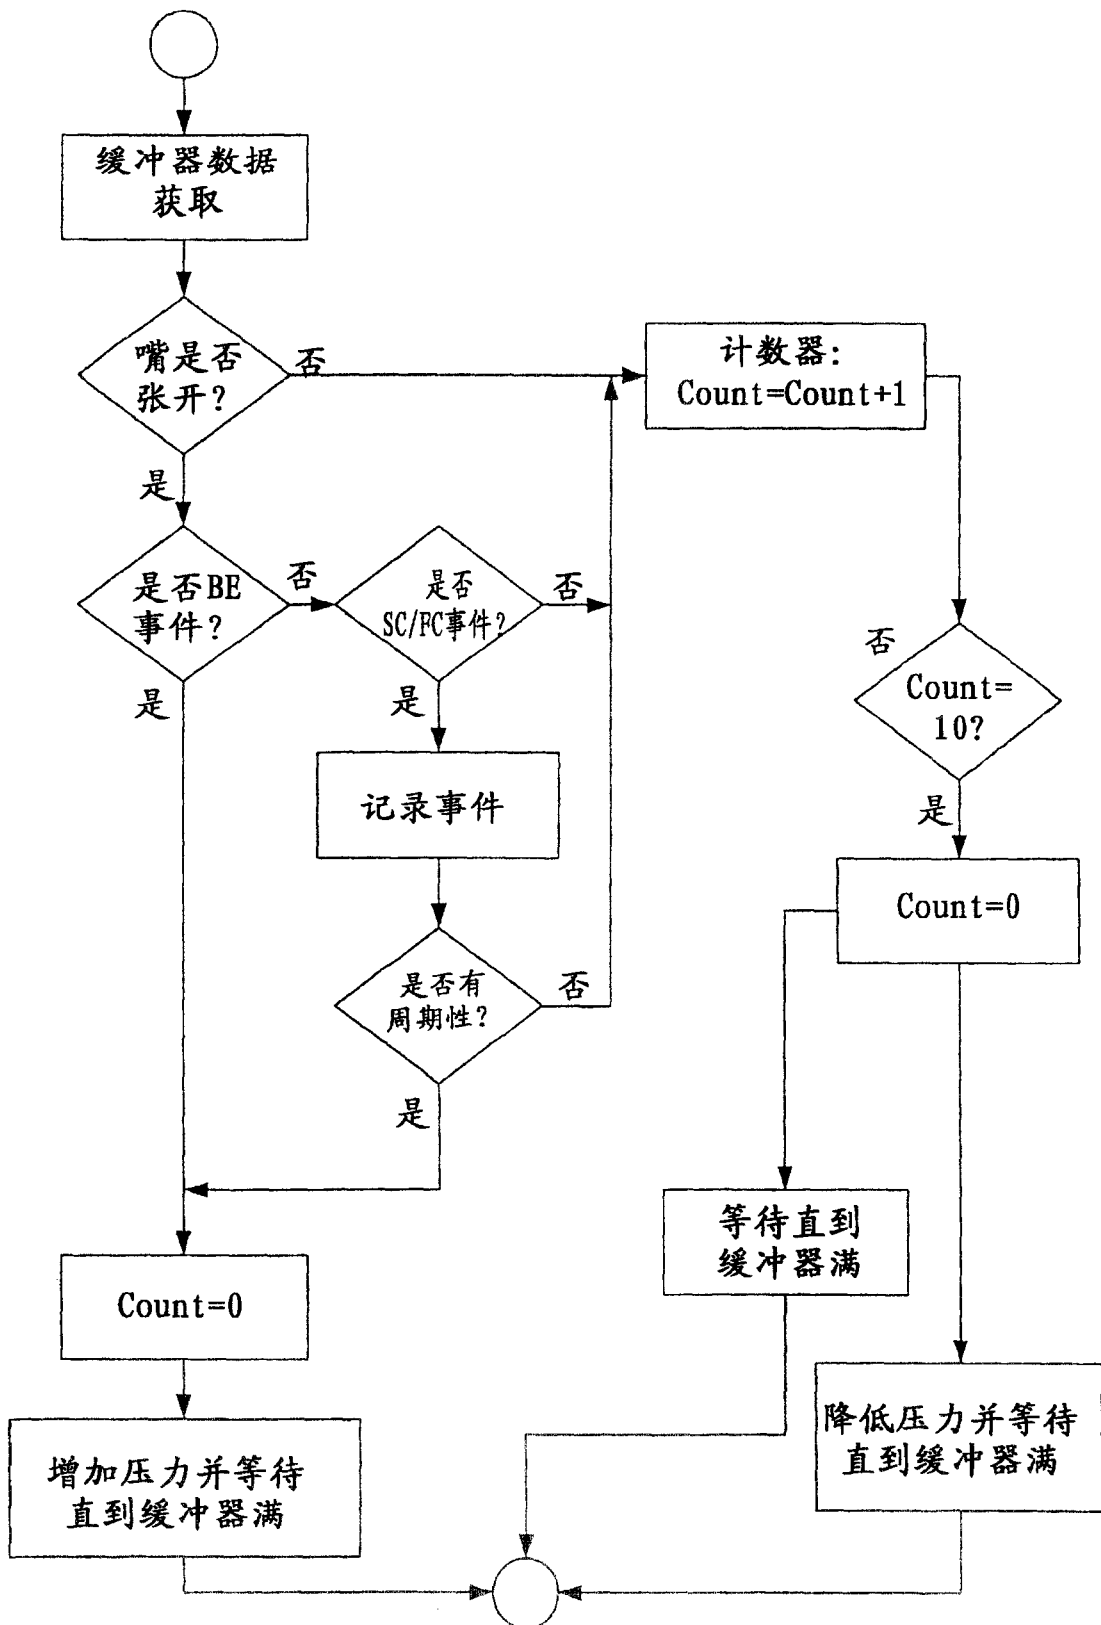 缓冲器数据
获取
嘴是否
张开?
否
计数器:
Count=Count+1
是
是否BE
事件?
否
是否
SC/FC事件?
否
是
是
记录事件
是否有
周期性?
否
是
否
Count=
10?
是
Count=0
等待直到
缓冲器满
Count=0
增加压力并等待
直到缓冲器满
降低压力并等待
直到缓冲器满